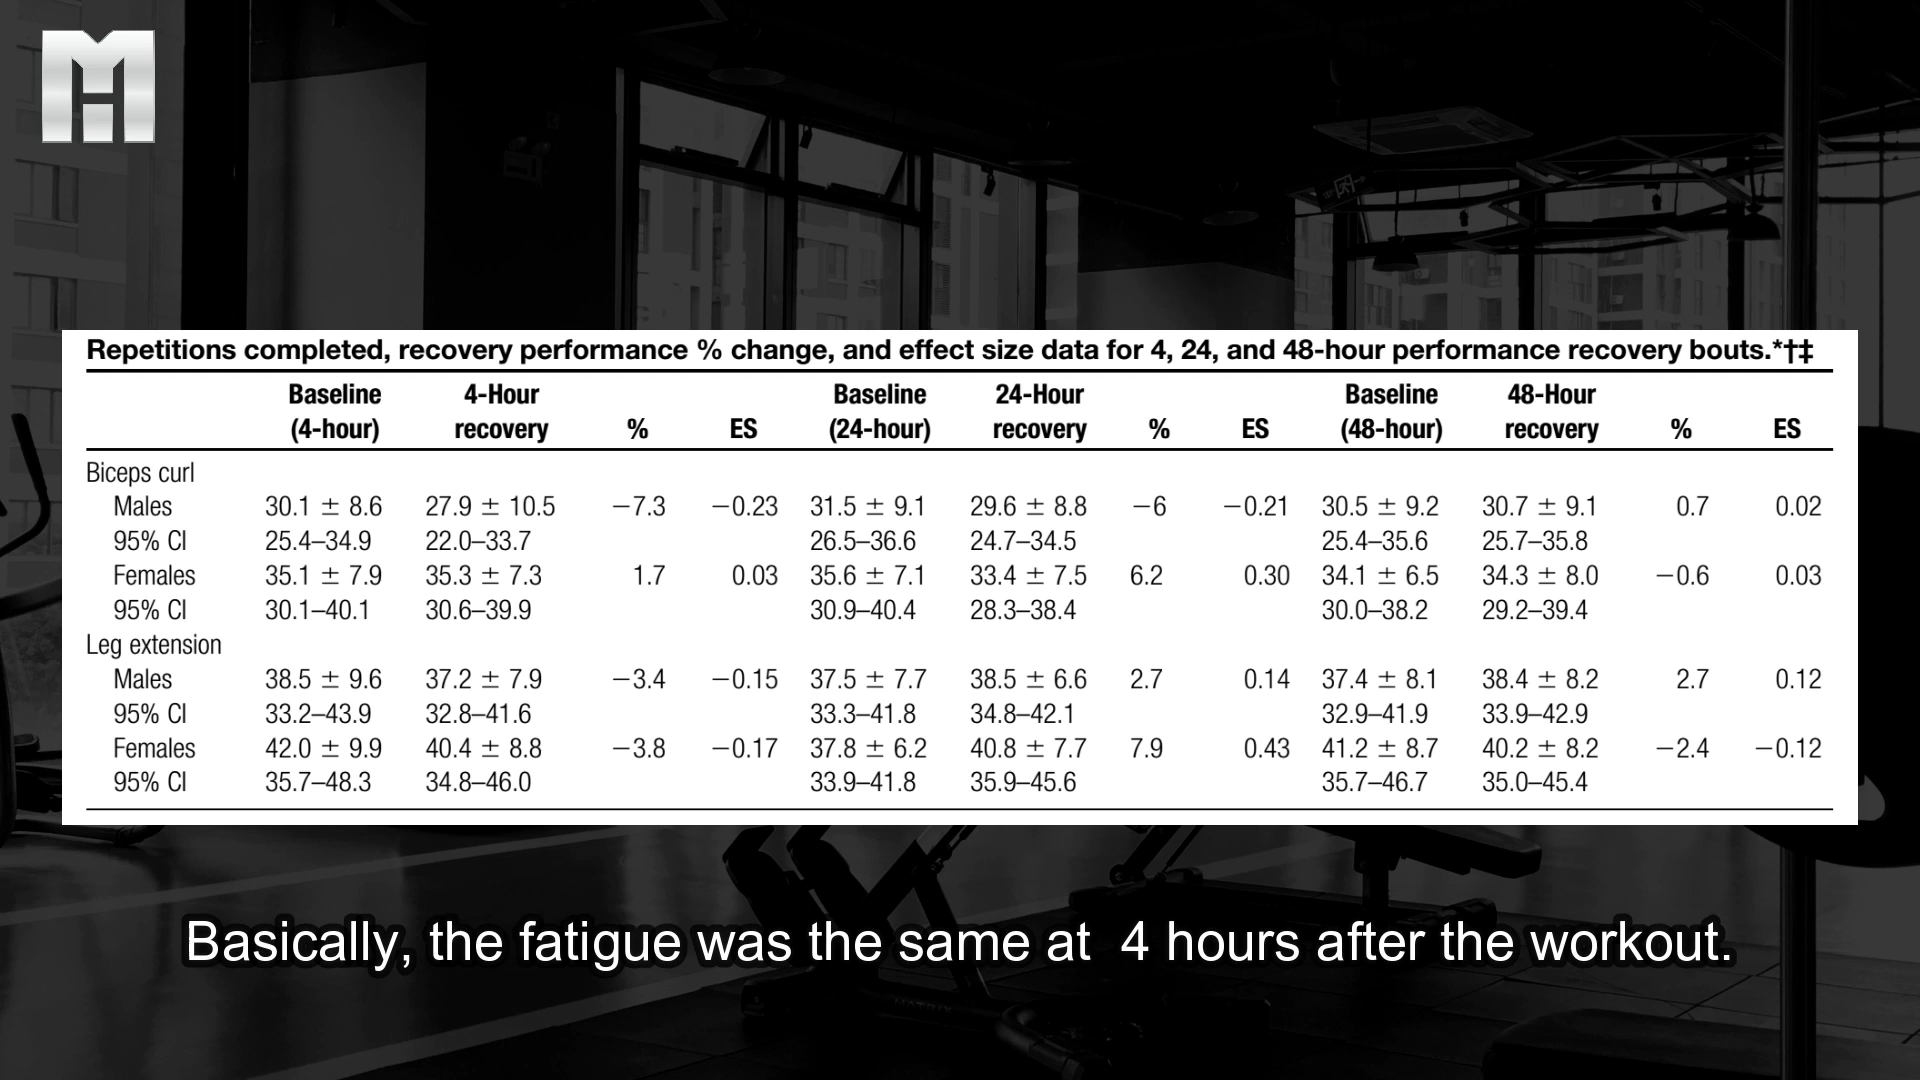 MH
Repetitions completed, recovery performance % change, and effect size data for 4, 24, and 48-hour performance recovery bouts.*†‡
Baseline (4-hour) 4-Hour recovery % ES Baseline (24-hour) 24-Hour recovery % ES Baseline (48-hour) 48-Hour recovery % ES
Biceps curl
Males 30.1 ± 8.6 27.9 ± 10.5 −7.3 −0.23 31.5 ± 9.1 29.6 ± 8.8 −6 −0.21 30.5 ± 9.2 30.7 ± 9.1 0.7 0.02
95% CI 25.4–34.9 22.0–33.7 26.5–36.6 24.7–34.5 25.4–35.6 25.7–35.8
Females 35.1 ± 7.9 35.3 ± 7.3 1.7 0.03 35.6 ± 7.1 33.4 ± 7.5 6.2 0.30 34.1 ± 6.5 34.3 ± 8.0 −0.6 0.03
95% CI 30.1–40.1 30.6–39.9 30.9–40.4 28.3–38.4 30.0–38.2 29.2–39.4
Leg extension
Males 38.5 ± 9.6 37.2 ± 7.9 −3.4 −0.15 37.5 ± 7.7 38.5 ± 6.6 2.7 0.14 37.4 ± 8.1 38.4 ± 8.2 2.7 0.12
95% CI 33.2–43.9 32.8–41.6 33.3–41.8 34.8–42.1 32.9–41.9 33.9–42.9
Females 42.0 ± 9.9 40.4 ± 8.8 −3.8 −0.17 37.8 ± 6.2 40.8 ± 7.7 7.9 0.43 41.2 ± 8.7 40.2 ± 8.2 −2.4 −0.12
95% CI 35.7–48.3 34.8–46.0 33.9–41.8 35.9–45.6 35.7–46.7 35.0–45.4
Basically, the fatigue was the same at 4 hours after the workout.